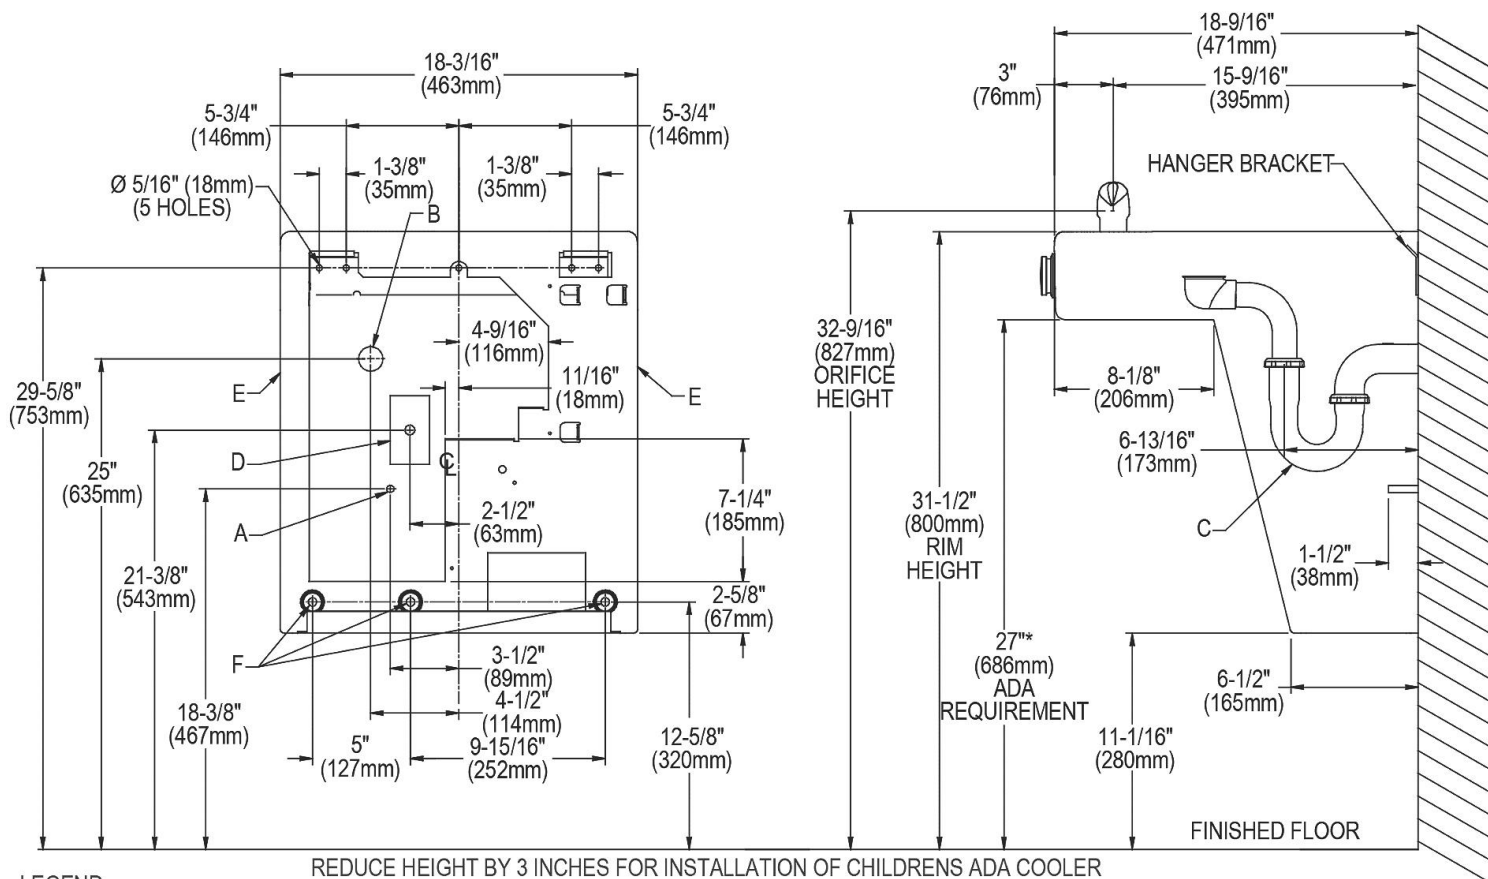 18-3/16"
(463mm)
5-3/4"
(146mm)
5-3/4"
(146mm)
1-3/8"
(35mm)
1-3/8"
(35mm)
Ø 5/16" (18mm)
(5 HOLES)
B
4-9/16"
(116mm)
11/16"
(18mm)
E
E
29-5/8"
(753mm)
25"
(635mm)
D
CL
A
2-1/2"
(63mm)
7-1/4"
(185mm)
21-3/8"
(543mm)
2-5/8"
(67mm)
F
3-1/2"
(89mm)
4-1/2"
(114mm)
18-3/8"
(467mm)
5"
(127mm)
9-15/16"
(252mm)
12-5/8"
(320mm)
18-9/16"
(471mm)
3"
(76mm)
15-9/16"
(395mm)
HANGER BRACKET
32-9/16"
(827mm)
ORIFICE
HEIGHT
8-1/8"
(206mm)
6-13/16"
(173mm)
31-1/2"
(800mm)
RIM
HEIGHT
C
1-1/2"
(38mm)
27"*
(686mm)
ADA
REQUIREMENT
6-1/2"
(165mm)
11-1/16"
(280mm)
FINISHED FLOOR
REDUCE HEIGHT BY 3 INCHES FOR INSTALLATION OF CHILDRENS ADA COOLER
LEGEND